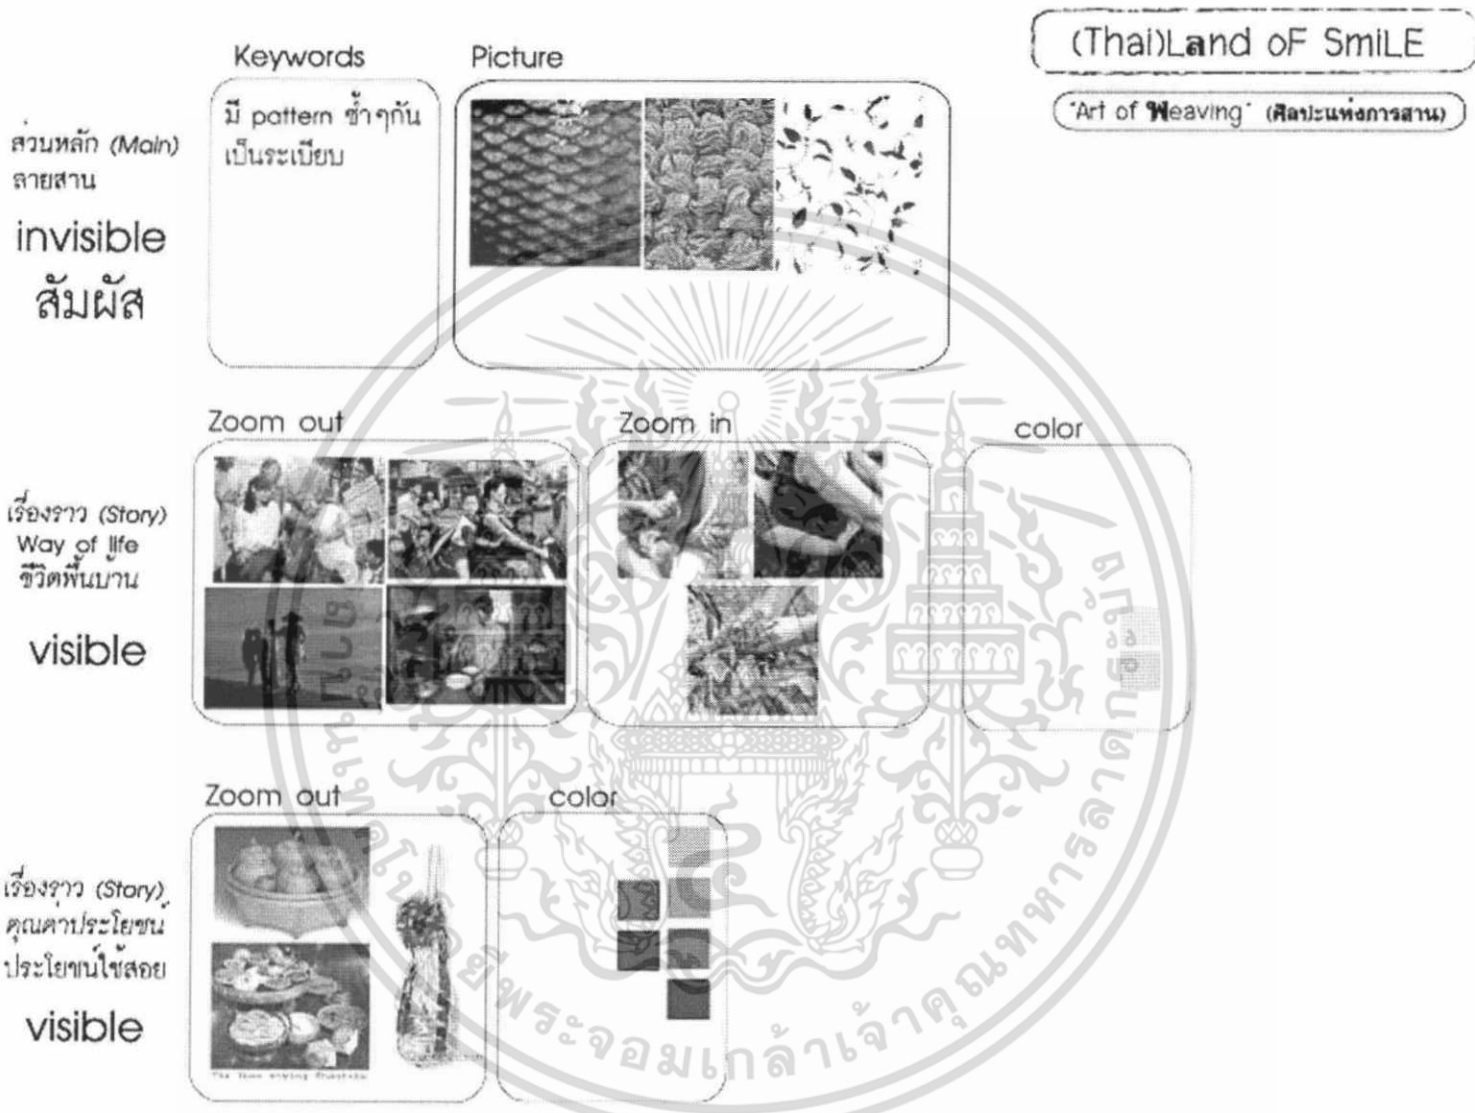 (Thai)Land oF SmiLE
"Art of Weaving" (ศิลปะแห่งการสาน)
Keywords
Picture
ส่วนหลัก (Main)
ลายสาน
invisible
สัมผัส
มี pattern ซ้ำๆกัน
เป็นระเบียบ
Zoom out
Zoom in
color
เรื่องราว (Story)
Way of life
ชีวิตพื้นบ้าน
visible
Zoom out
color
เรื่องราว (Story)
คุณค่าประโยชน์
ประโยชน์ใช้สอย
visible